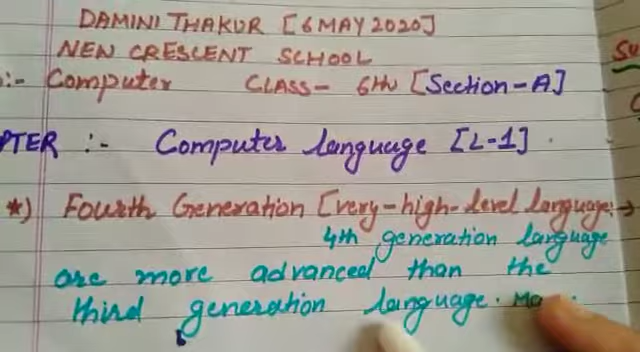 DAMINI THAKUR [6 MAY 2020]
NEN CRESCENT SCHOOL
:- Computer CLASS- 6th [Section-A]
PTER :- Computer language [L-1].
*) Fourth Generation [very-high-level language →
4th generation language
are more advanced than the
third generation language.